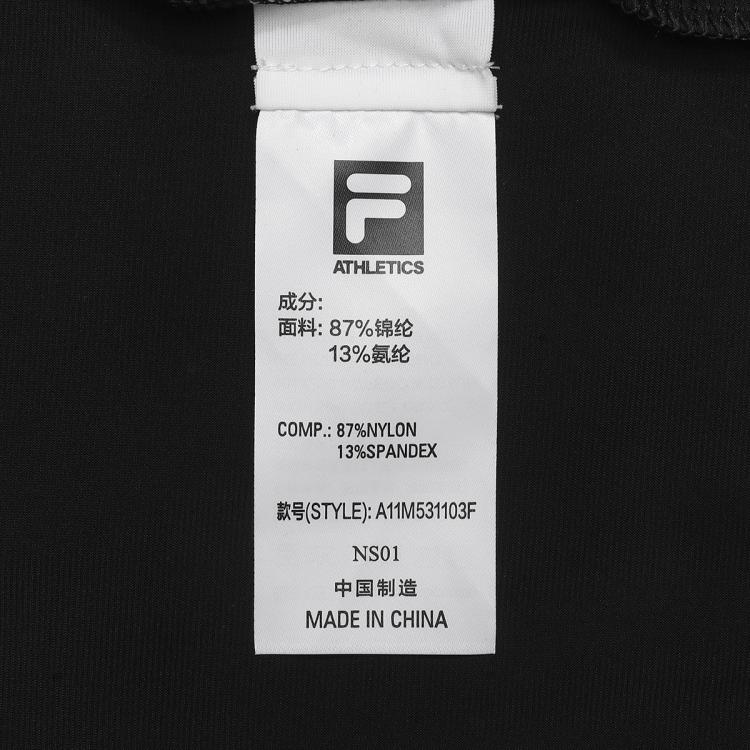 F
ATHLETICS
成分:
面料: 87%锦纶
13%氨纶
COMP.: 87%NYLON
13%SPANDEX
款号(STYLE): A11M531103F
NS01
中国制造
MADE IN CHINA